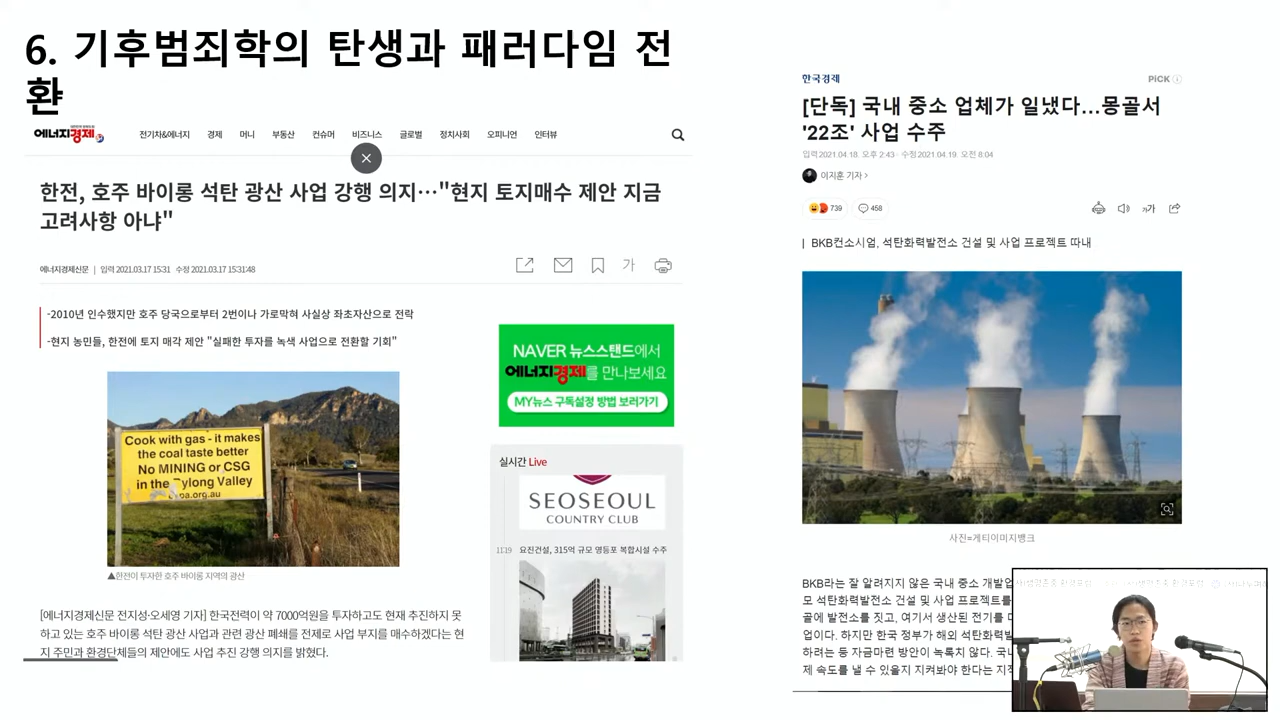 6. 기후범죄학의 탄생과 패러다임 전
환
에너지경제
전기차&에너지 경제 머니 부동산 컨슈머 비즈니스 글로벌 정치사회 오피니언 인터뷰
한전, 호주 바이롱 석탄 광산 사업 강행 의지…"현지 토지매수 제안 지금
고려사항 아냐"
에너지경제신문 | 입력 2021.03.17 15:31 수정 2021.03.17 15:31:48
가
-2010년 인수했지만 호주 당국으로부터 2번이나 가로막혀 사실상 좌초자산으로 전락
-현지 농민들, 한전에 토지 매각 제안 "실패한 투자를 녹색 사업으로 전환할 기회"
Cook with gas - it makes
the coal taste better
No MINING or CSG
in the Bylong Valley
▲한전이 투자한 호주 바이롱 지역의 광산
[에너지경제신문 전지성·오세영 기자] 한국전력이 약 7000억원을 투자하고도 현재 추진하지 못
하고 있는 호주 바이롱 석탄 광산 사업과 관련 광산 폐쇄를 전제로 사업 부지를 매수하겠다는 현
지 주민과 환경단체들의 제안에도 사업 추진 강행 의지를 밝혔다.
NAVER 뉴스스탠드에서
에너지경제를 만나보세요
MY뉴스 구독설정 방법 보러가기
실시간 Live
SEOSEOUL
COUNTRY CLUB
11:19 요진건설, 315억 규모 영등포 복합시설 수주
한국경제 PiCK
[단독] 국내 중소 업체가 일냈다…몽골서
'22조' 사업 수주
입력 2021.04.18. 오후 2:43 · 수정 2021.04.19. 오전 8:04
이지훈 기자
739 458 가가
| BKB컨소시엄, 석탄화력발전소 건설 및 사업 프로젝트 따내
사진=게티이미지뱅크
BKB라는 잘 알려지지 않은 국내 중소 개발업
모 석탄화력발전소 건설 및 사업 프로젝트를
골에 발전소를 짓고, 여기서 생산된 전기를
업이다. 하지만 한국 정부가 해외 석탄화력발
하려는 등 자금마련 방안이 녹록치 않다.
제 속도를 낼 수 있을지 지켜봐야 한다는